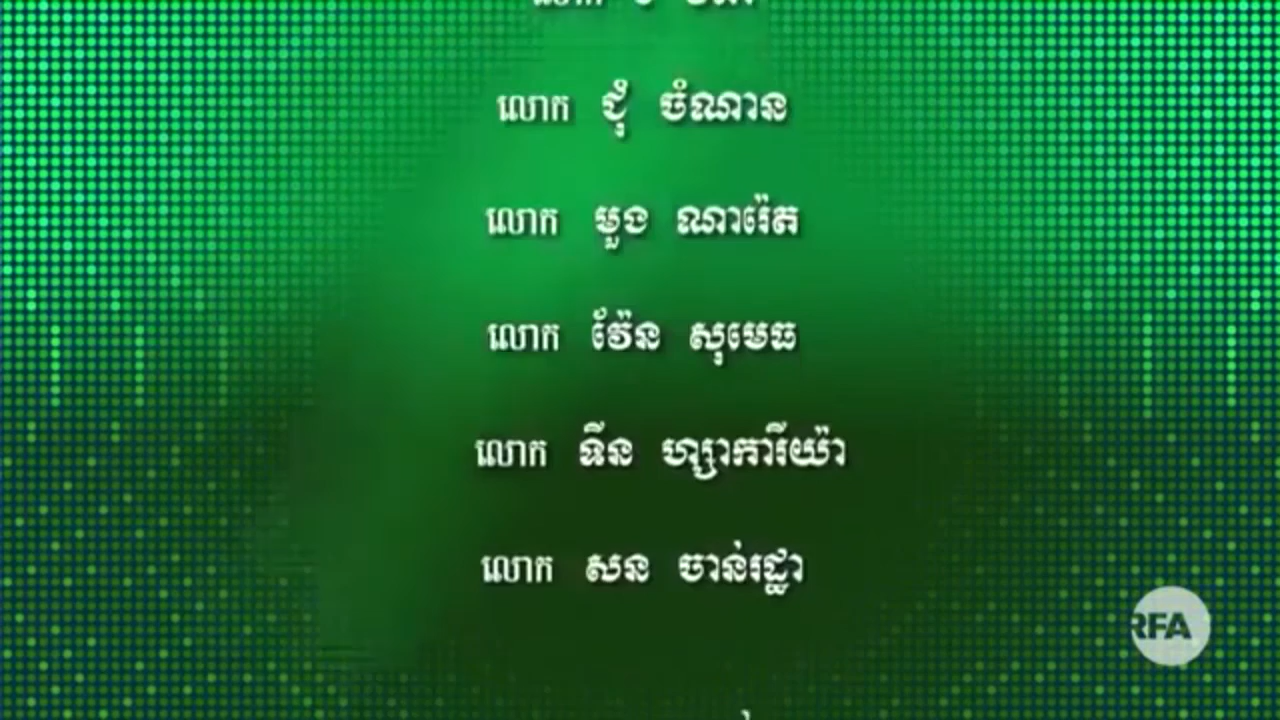 លោក ជុំ ចំណាន
លោក មួង ណារ៉េត
លោក វ៉ែន សុមេធ
លោក ទីន ហ្សាការីយ៉ា
លោក សន ចាន់រដ្ឋា
RFA